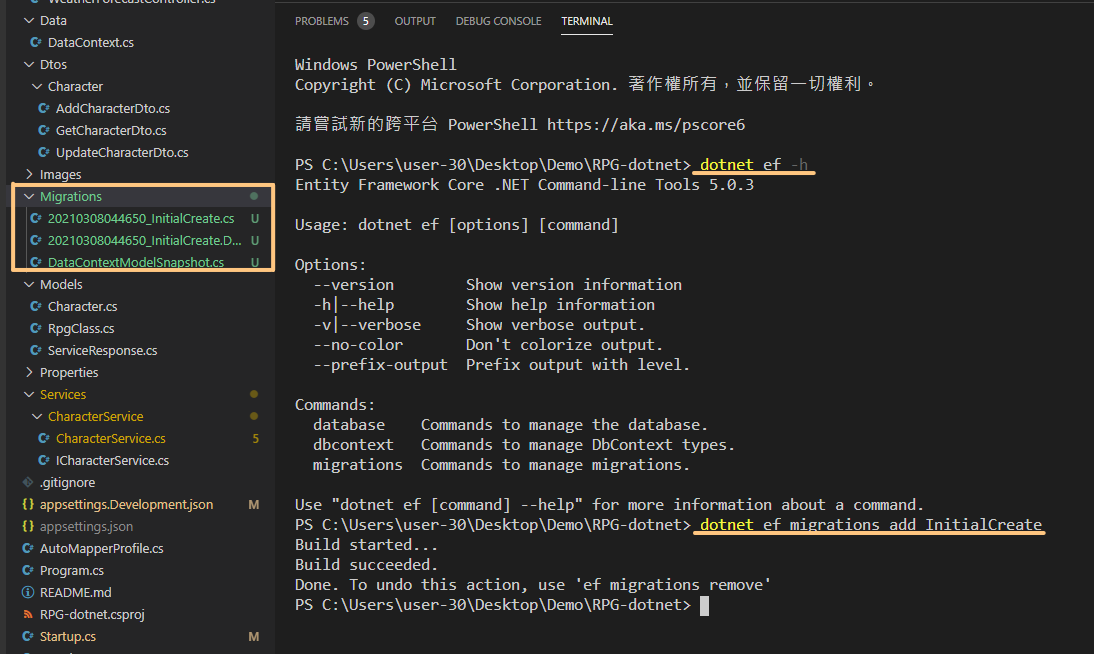 WeatherForecastController.cs
Data
DataContext.cs
Dtos
Character
AddCharacterDto.cs
GetCharacterDto.cs
UpdateCharacterDto.cs
Images
Migrations
20210308044650_InitialCreate.cs U
20210308044650_InitialCreate.D... U
DataContextModelSnapshot.cs U
Models
Character.cs
RpgClass.cs
ServiceResponse.cs
Properties
Services
CharacterService
CharacterService.cs 5
ICharacterService.cs
.gitignore
{} appsettings.Development.json M
{} appsettings.json
AutoMapperProfile.cs
Program.cs
README.md
RPG-dotnet.csproj
Startup.cs M
PROBLEMS 5 OUTPUT DEBUG CONSOLE TERMINAL
Windows PowerShell
Copyright (C) Microsoft Corporation. 著作權所有，並保留一切權利。
請嘗試新的跨平台 PowerShell https://aka.ms/pscore6
PS C:\Users\user-30\Desktop\Demo\RPG-dotnet> dotnet ef -h
Entity Framework Core .NET Command-line Tools 5.0.3
Usage: dotnet ef [options] [command]
Options:
--version Show version information
-h|--help Show help information
-v|--verbose Show verbose output.
--no-color Don't colorize output.
--prefix-output Prefix output with level.
Commands:
database Commands to manage the database.
dbcontext Commands to manage DbContext types.
migrations Commands to manage migrations.
Use "dotnet ef [command] --help" for more information about a command.
PS C:\Users\user-30\Desktop\Demo\RPG-dotnet> dotnet ef migrations add InitialCreate
Build started...
Build succeeded.
Done. To undo this action, use 'ef migrations remove'
PS C:\Users\user-30\Desktop\Demo\RPG-dotnet>